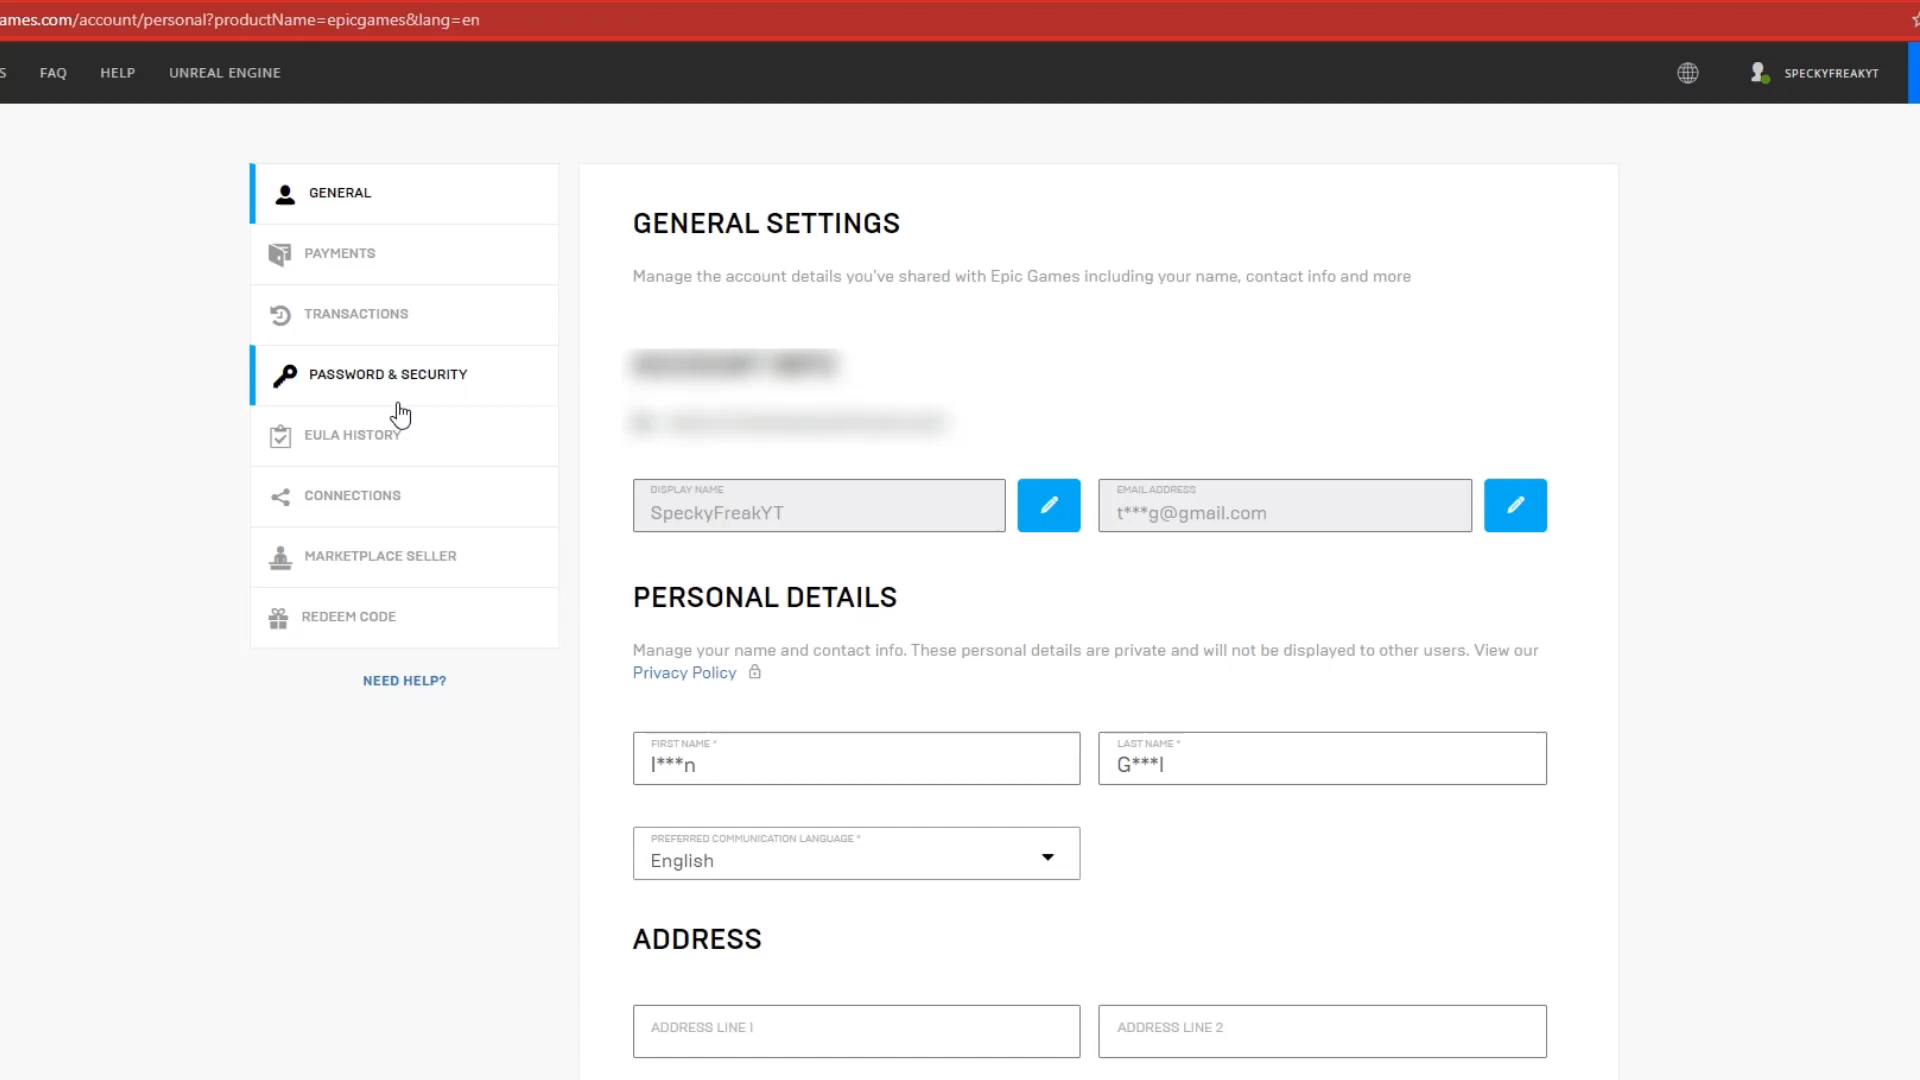 ames.com/account/personal?productName=epicgames&lang=en
S FAQ HELP UNREAL ENGINE SPECKYFREAKYT
GENERAL
PAYMENTS
TRANSACTIONS
PASSWORD & SECURITY
EULA HISTORY
CONNECTIONS
MARKETPLACE SELLER
REDEEM CODE
NEED HELP?
GENERAL SETTINGS
Manage the account details you've shared with Epic Games including your name, contact info and more
DISPLAY NAME
SpeckyFreakYT
EMAIL ADDRESS
t***g@gmail.com
PERSONAL DETAILS
Manage your name and contact info. These personal details are private and will not be displayed to other users. View our
Privacy Policy
FIRST NAME *
I***n
LAST NAME *
G***l
PREFERRED COMMUNICATION LANGUAGE *
English
ADDRESS
ADDRESS LINE 1
ADDRESS LINE 2